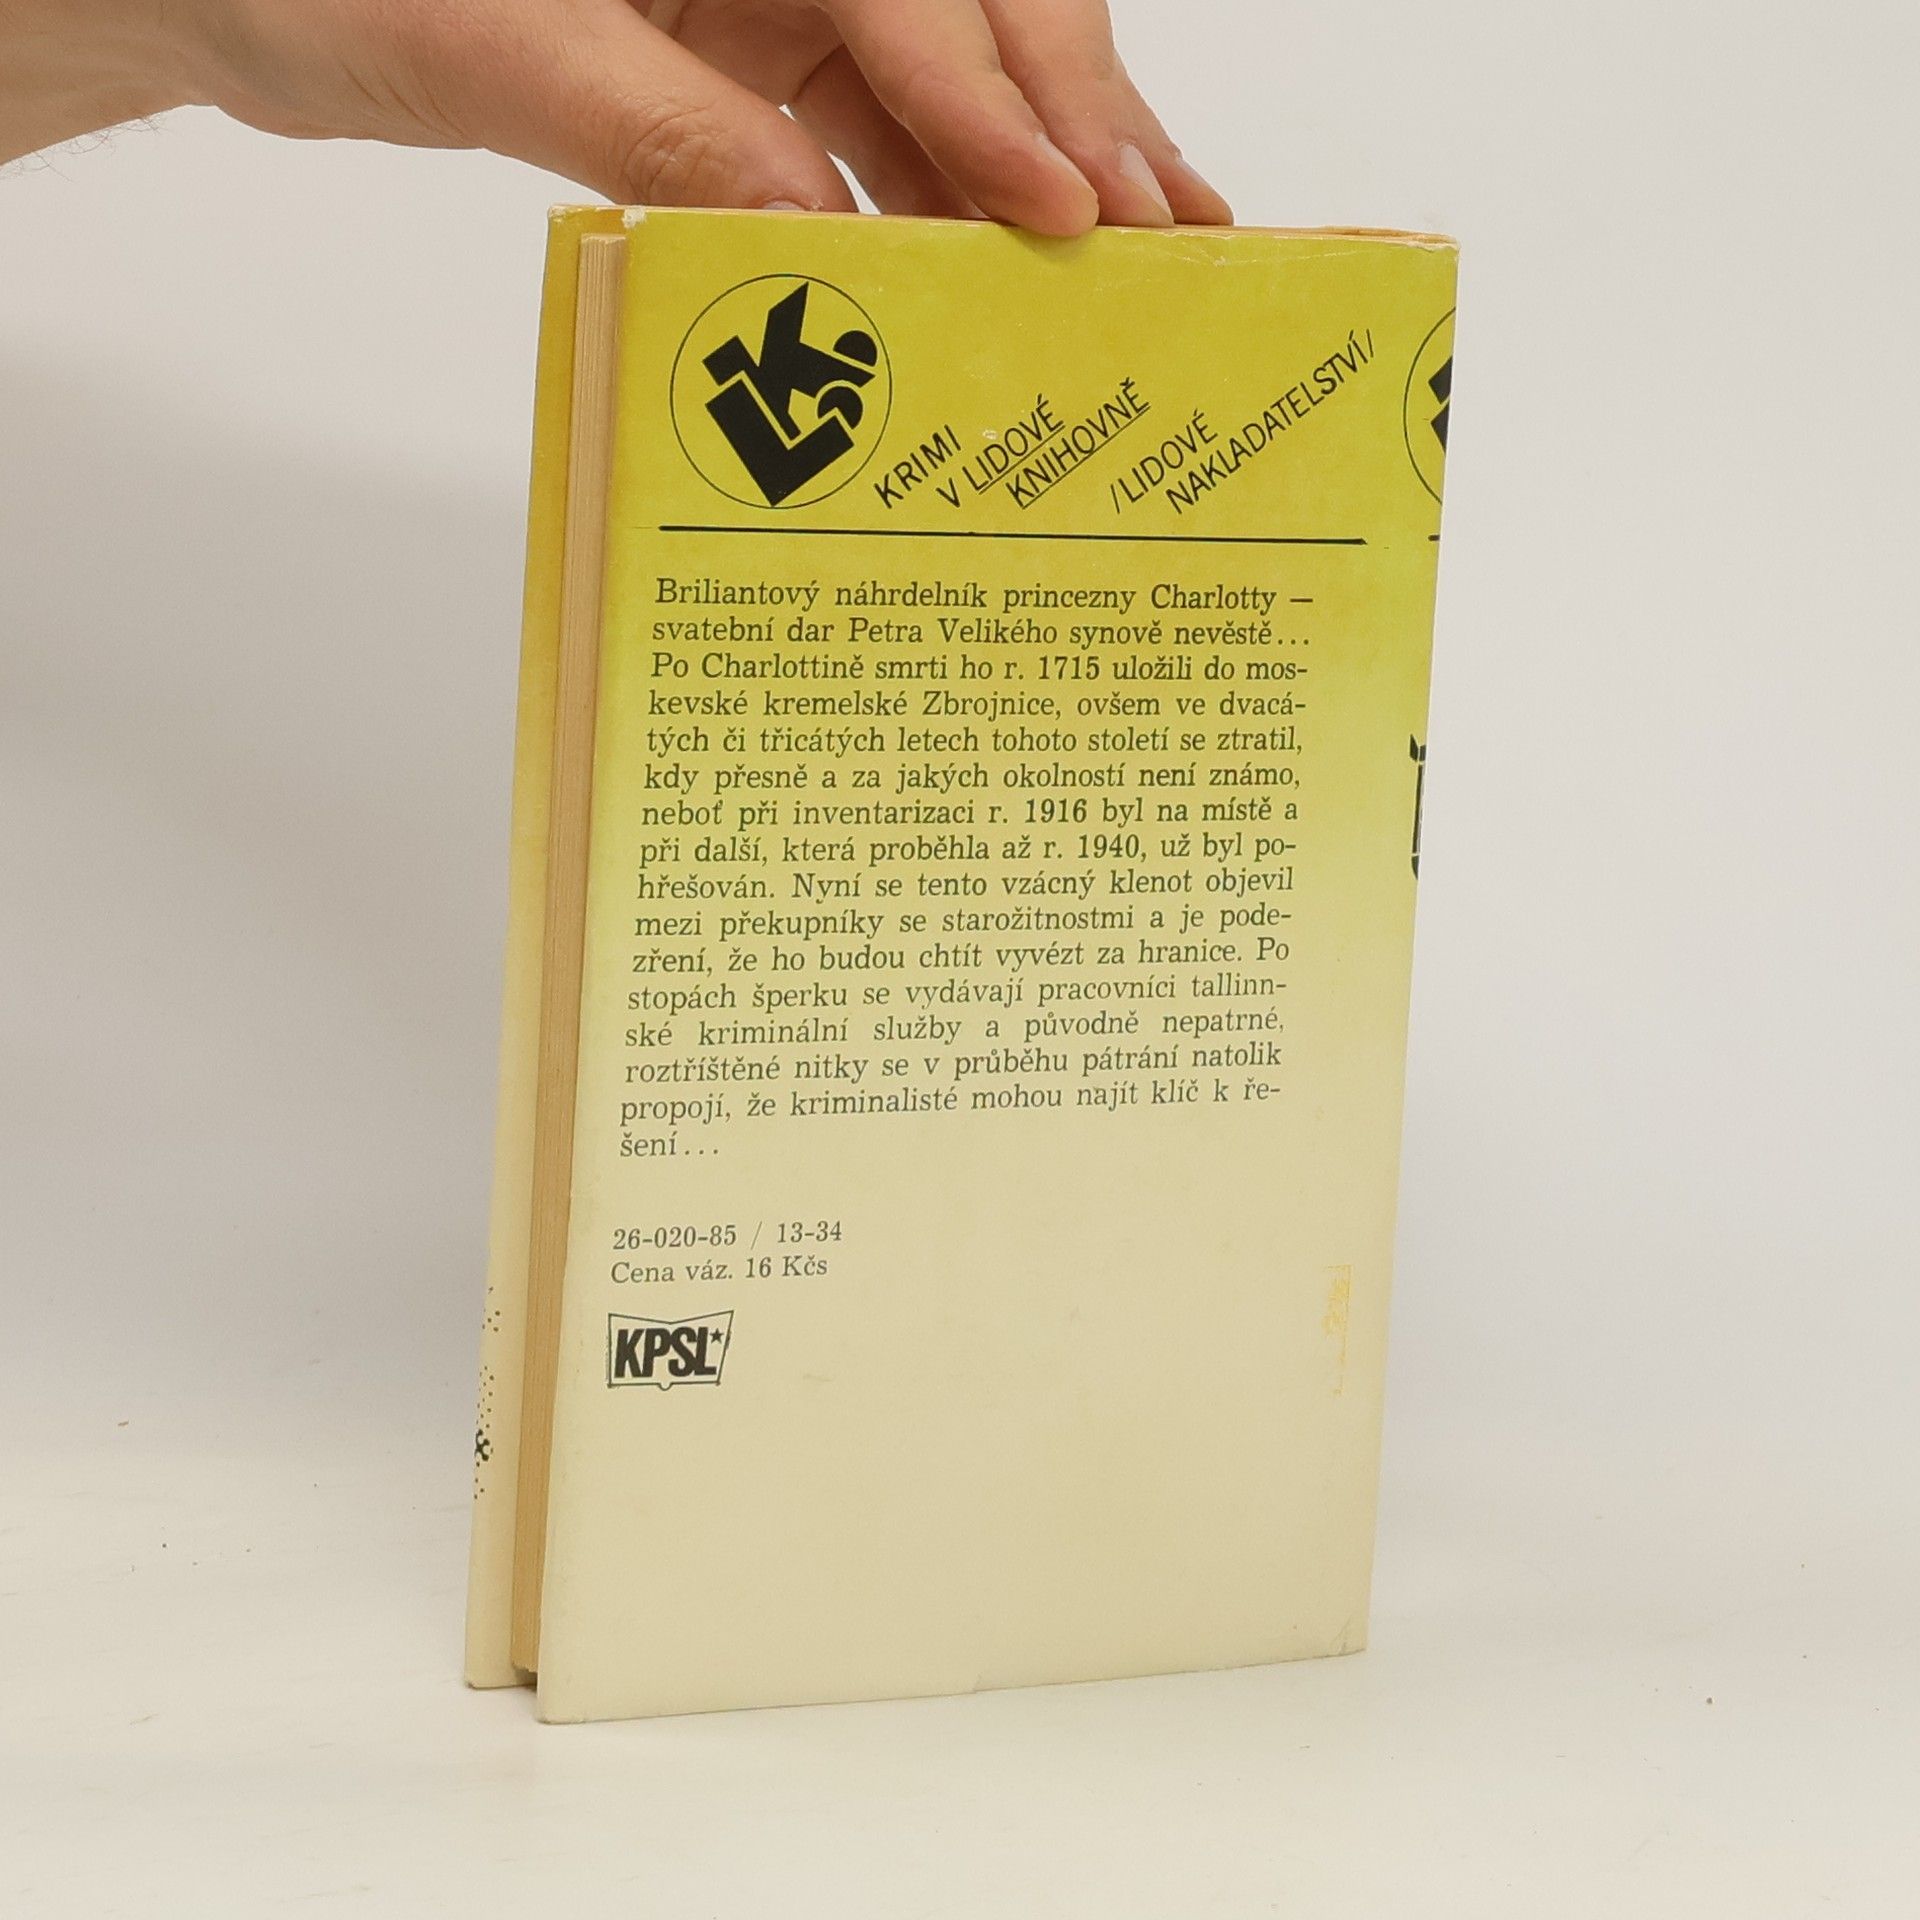 LK
KRIMI
V LIDOVÉ
KNIHOVNĚ
/LIDOVÉ
NAKLADATELSTVÍ/
Briliantový náhrdelník princezny Charlotty —
svatební dar Petra Velikého synově nevěstě...
Po Charlottině smrti ho r. 1715 uložili do mos-
kevské kremelské Zbrojnice, ovšem ve dvacá-
tých či třicátých letech tohoto století se ztratil,
kdy přesně a za jakých okolností není známo,
neboť při inventarizaci r. 1916 byl na místě a
při další, která proběhla až r. 1940, už byl po-
hřešován. Nyní se tento vzácný klenot objevil
mezi překupníky se starožitnostmi a je pode-
zření, že ho budou chtít vyvézt za hranice. Po
stopách šperku se vydávají pracovníci tallinn-
ské kriminální služby a původně nepatrné,
roztříštěné nitky se v průběhu pátrání natolik
propojí, že kriminalisté mohou najít klíč k ře-
šení...
26-020-85 / 13-34
Cena váz. 16 Kčs
KPSL*